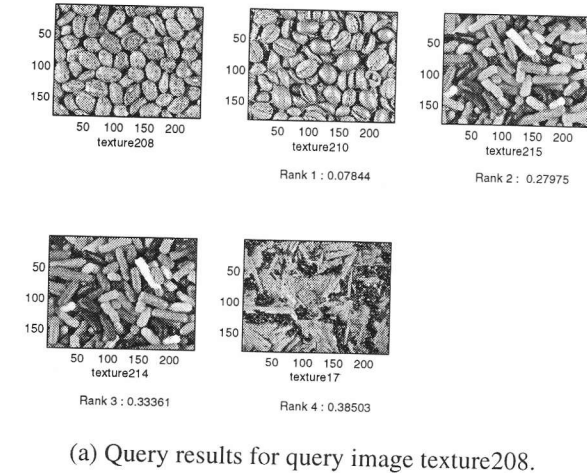 50
100
150
50 100 150 200
texture208
50
100
150
50 100 150 200
texture210
Rank 1 : 0.07844
50
100
150
50 100 150 200
texture215
Rank 2 : 0.27975
50
100
150
50 100 150 200
texture214
Rank 3 : 0.33361
50
100
150
50 100 150 200
texture17
Rank 4 : 0.38503
(a) Query results for query image texture208.